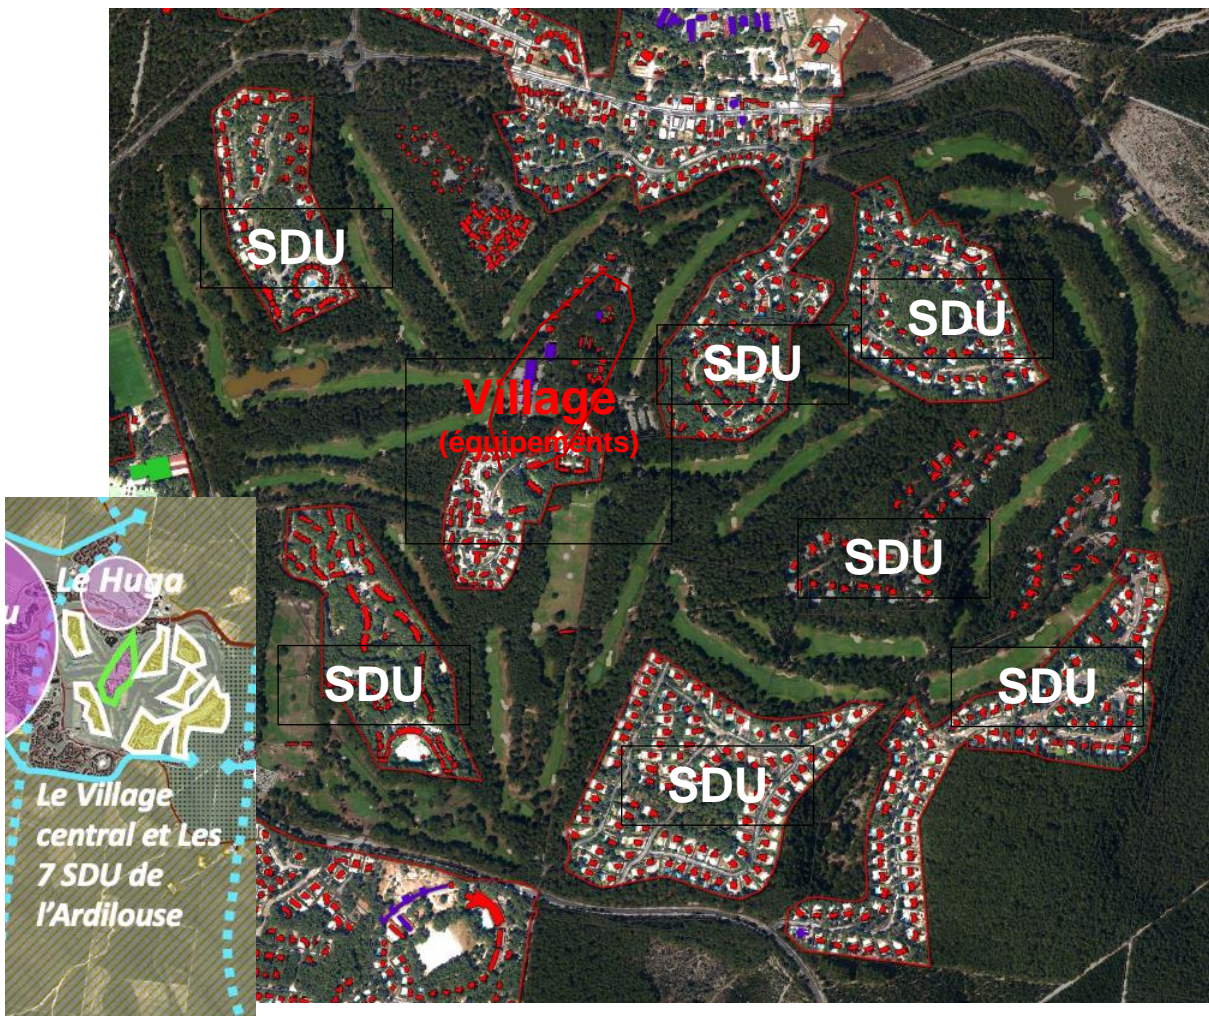 SDU
SDU
SDU
Village
(équipements)
SDU
SDU
SDU
SDU
Le Huga
u
Le Village
central et Les
7 SDU de
l'Ardilouse